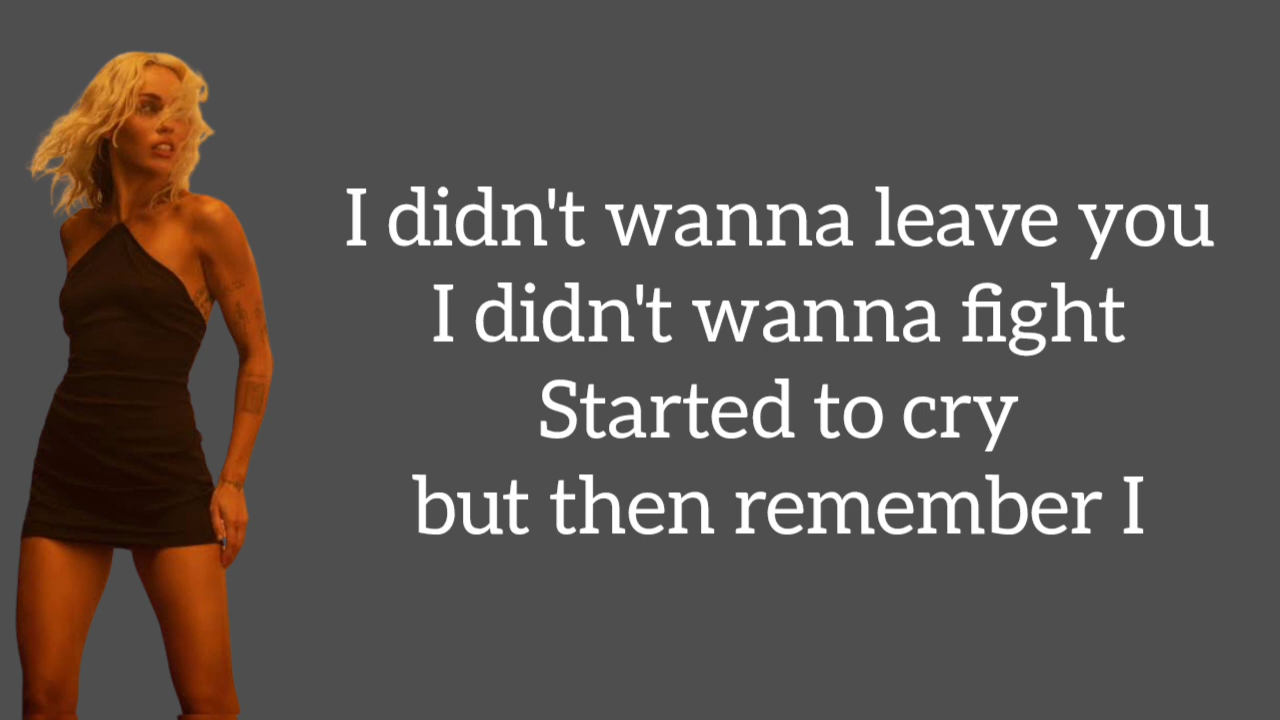 I didn't wanna leave you
I didn't wanna fight
Started to cry
but then remember I